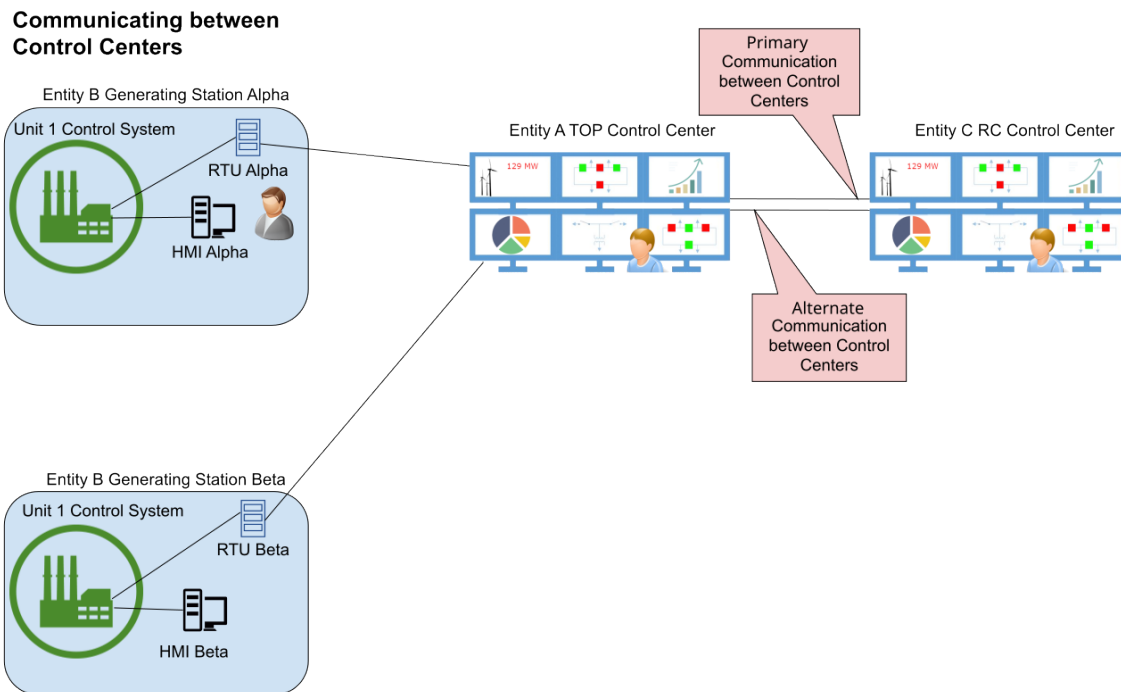 Communicating between
Control Centers
Entity B Generating Station Alpha
Unit 1 Control System
RTU Alpha
HMI Alpha
Entity A TOP Control Center
129 MW
Primary
Communication
between Control
Centers
Entity C RC Control Center
129 MW
Alternate
Communication
between Control
Centers
Entity B Generating Station Beta
Unit 1 Control System
RTU Beta
HMI Beta